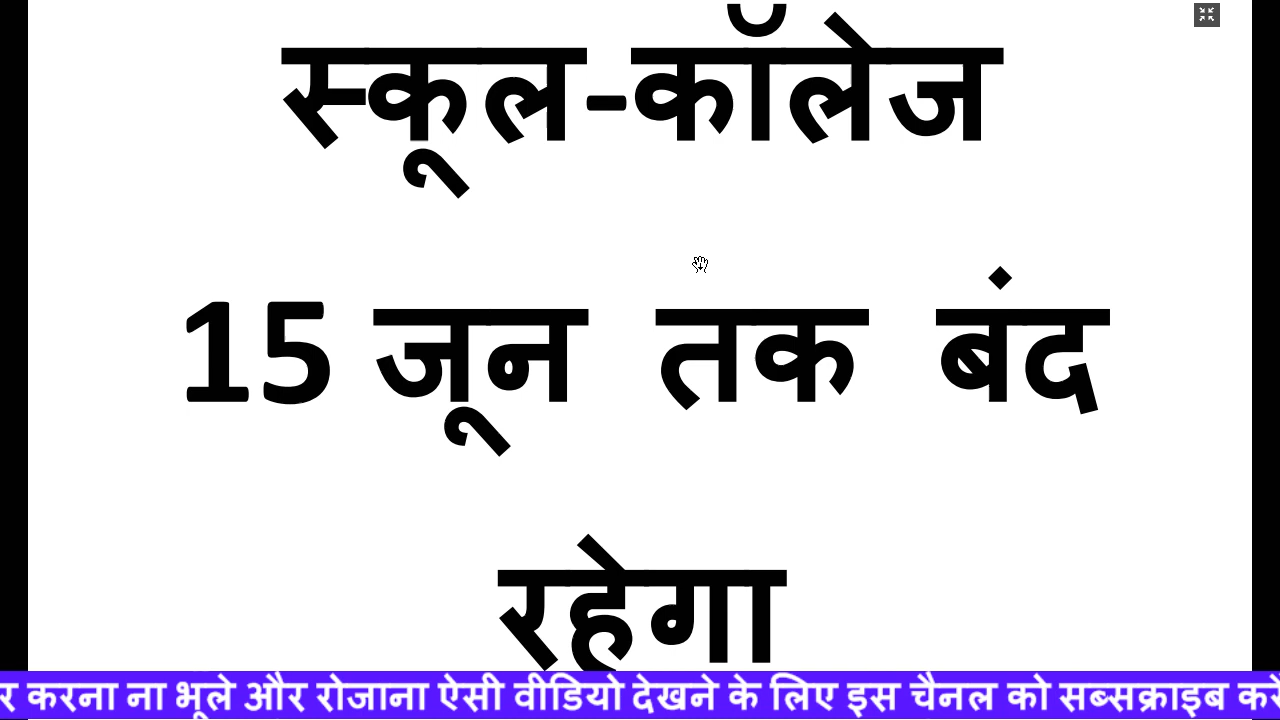 स्कूल-कॉलेज
15 जून तक बंद
रहेगा
करना ना भूले और रोजाना ऐसी वीडियो देखने के लिए इस चैनल को सब्सक्राइब